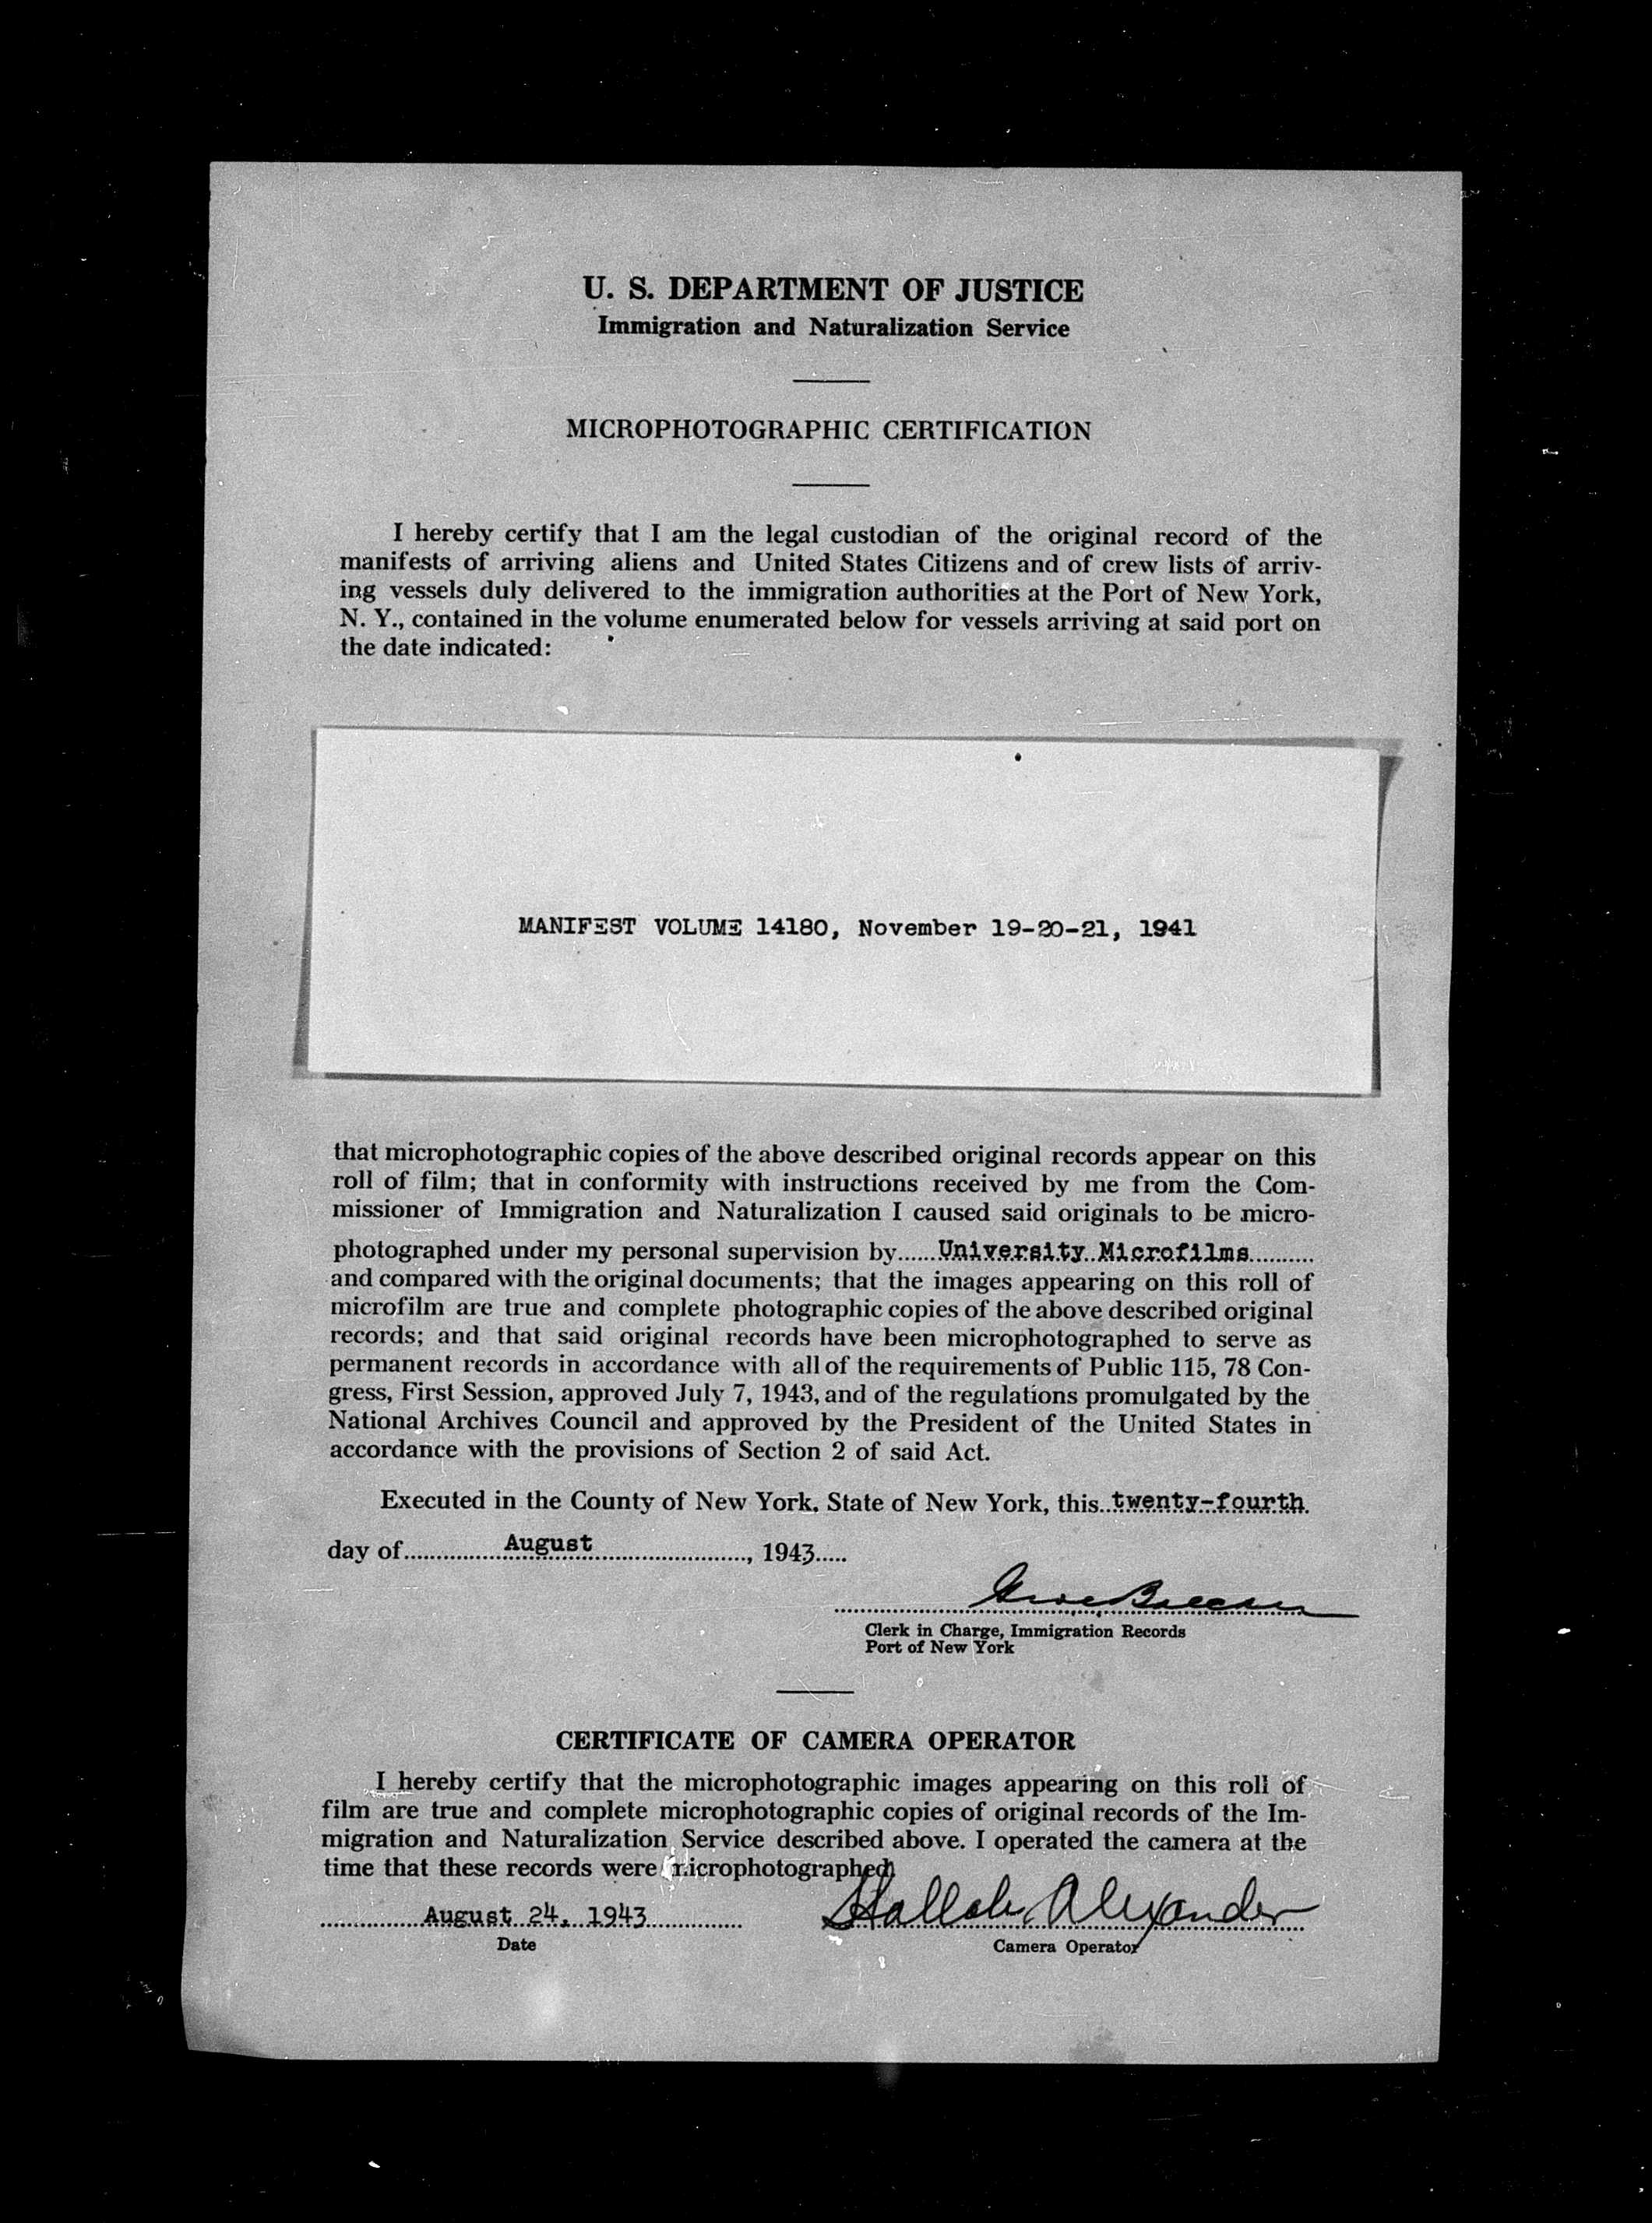 U. S. DEPARTMENT OF JUSTICE
Immigration and Naturalization Service
MICROPHOTOGRAPHIC CERTIFICATION
I hereby certify that I am the legal custodian of the original record of the
manifests of arriving aliens and United States Citizens and of crew lists of arriv-
ing vessels duly delivered to the immigration authorities at the Port of New York,
N. Y., contained in the volume enumerated below for vessels arriving at said port on
the date indicated:
MANIFEST VOLUME 14180, November 19-20-21, 1941
that microphotographic copies of the above described original records appear on this
roll of film; that in conformity with instructions received by me from the Com-
missioner of Immigration and Naturalization I caused said originals to be micro-
photographed under my personal supervision by......University Microfilms..........
and compared with the original documents; that the images appearing on this roll of
microfilm are true and complete photographic copies of the above described original
records; and that said original records have been microphotographed to serve as
permanent records in accordance with all of the requirements of Public 115, 78 Con-
gress, First Session, approved July 7, 1943, and of the regulations promulgated by the
National Archives Council and approved by the President of the United States in
accordance with the provisions of Section 2 of said Act.
Executed in the County of New York, State of New York, this..twenty-fourth.
day of................August..........................., 1943.....
Clerk in Charge, Immigration Records
Port of New York
CERTIFICATE OF CAMERA OPERATOR
I hereby certify that the microphotographic images appearing on this roll of
film are true and complete microphotographic copies of original records of the Im-
migration and Naturalization Service described above. I operated the camera at the
time that these records were microphotographed
..............August 24, 1943.............. Alexander
Date Camera Operator